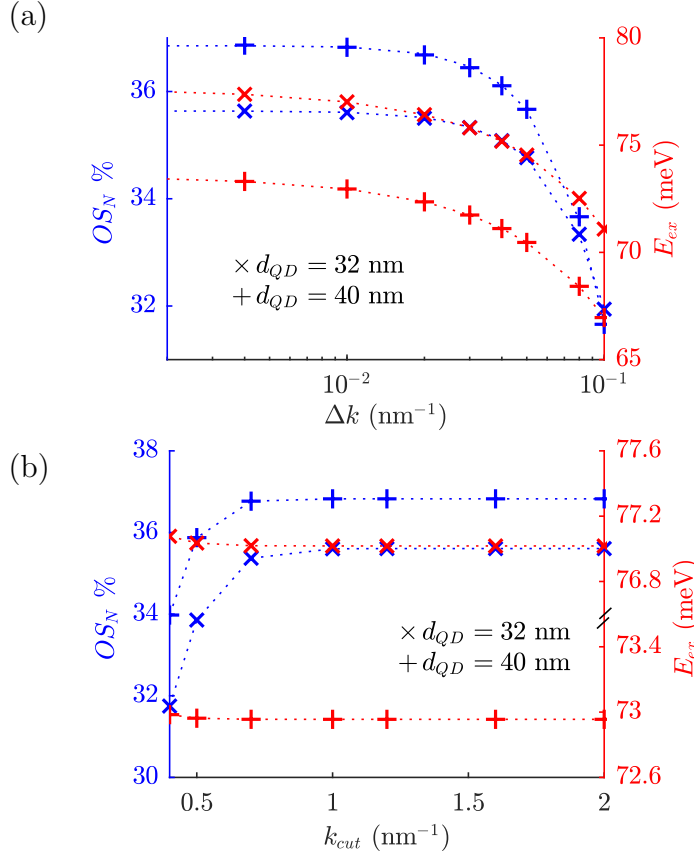 (a)
36
34
32
OS_N %
80
75
70
65
E_ex (meV)
× d_QD = 32 nm
+ d_QD = 40 nm
10^-2
10^-1
Δk (nm^-1)
(b)
38
36
34
32
30
OS_N %
77.6
77.2
76.8
73.4
73
72.6
E_ex (meV)
× d_QD = 32 nm
+ d_QD = 40 nm
0.5
1
1.5
2
k_cut (nm^-1)